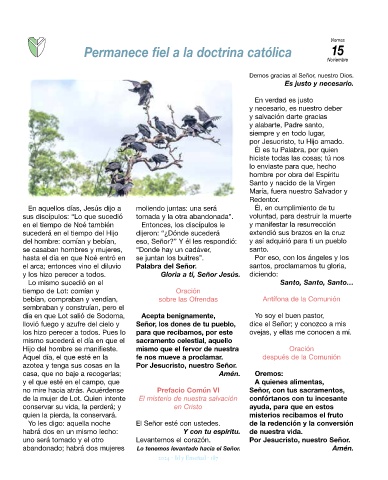 Permanece fiel a la doctrina católica
Viernes
15
Noviembre
En aquellos días, Jesús dijo a
sus discípulos: “Lo que sucedió
en el tiempo de Noé también
sucederá en el tiempo del Hijo
del hombre: comían y bebían,
se casaban hombres y mujeres,
hasta el día en que Noé entró en
el arca; entonces vino el diluvio
y los hizo perecer a todos.
Lo mismo sucedió en el
tiempo de Lot: comían y
bebían, compraban y vendían,
sembraban y construían, pero el
día en que Lot salió de Sodoma,
llovió fuego y azufre del cielo y
los hizo perecer a todos. Pues lo
mismo sucederá el día en que el
Hijo del hombre se manifieste.
Aquel día, el que esté en la
azotea y tenga sus cosas en la
casa, que no baje a recogerlas;
y el que esté en el campo, que
no mire hacia atrás. Acuérdense
de la mujer de Lot. Quien intente
conservar su vida, la perderá; y
quien la pierda, la conservará.
Yo les digo: aquella noche
habrá dos en un mismo lecho:
uno será tomado y el otro
abandonado; habrá dos mujeres
moliendo juntas: una será
tomada y la otra abandonada”.
Entonces, los discípulos le
dijeron: “¿Dónde sucederá
eso, Señor?” Y él les respondió:
“Donde hay un cadáver,
se juntan los buitres”.
Palabra del Señor.
Gloria a ti, Señor Jesús.
Oración
sobre las Ofrendas
Acepta benignamente,
Señor, los dones de tu pueblo,
para que recibamos, por este
sacramento celestial, aquello
mismo que el fervor de nuestra
fe nos mueve a proclamar.
Por Jesucristo, nuestro Señor.
Amén.
Prefacio Común VI
El misterio de nuestra salvación
en Cristo
El Señor esté con ustedes.
Y con tu espíritu.
Levantemos el corazón.
Lo tenemos levantado hacia el Señor.
Demos gracias al Señor, nuestro Dios.
Es justo y necesario.
En verdad es justo
y necesario, es nuestro deber
y salvación darte gracias
y alabarte, Padre santo,
siempre y en todo lugar,
por Jesucristo, tu Hijo amado.
Él es tu Palabra, por quien
hiciste todas las cosas; tú nos
lo enviaste para que, hecho
hombre por obra del Espíritu
Santo y nacido de la Virgen
María, fuera nuestro Salvador y
Redentor.
Él, en cumplimiento de tu
voluntad, para destruir la muerte
y manifestar la resurrección
extendió sus brazos en la cruz
y así adquirió para ti un pueblo
santo.
Por eso, con los ángeles y los
santos, proclamamos tu gloria,
diciendo:
Santo, Santo, Santo…
Antífona de la Comunión
Yo soy el buen pastor,
dice el Señor; y conozco a mis
ovejas, y ellas me conocen a mí.
Oración
después de la Comunión
Oremos:
A quienes alimentas,
Señor, con tus sacramentos,
confórtanos con tu incesante
ayuda, para que en estos
misterios recibamos el fruto
de la redención y la conversión
de nuestra vida.
Por Jesucristo, nuestro Señor.
Amén.